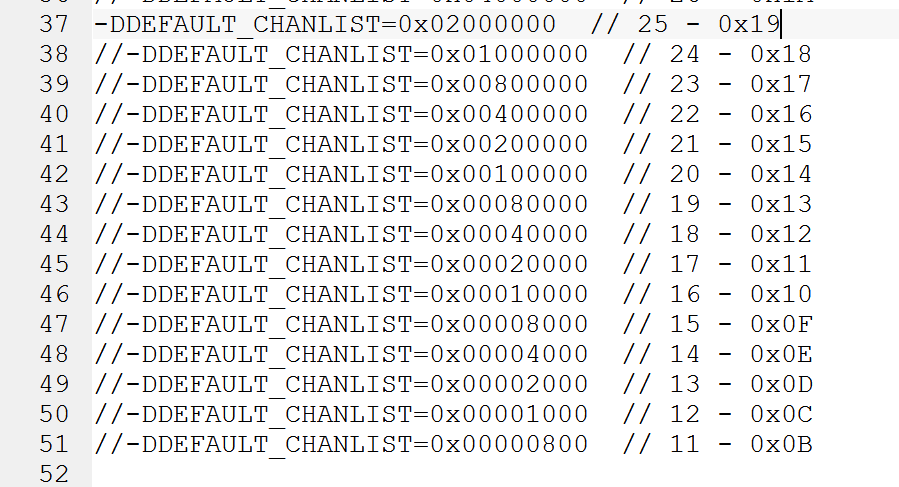 37 -DDEFAULT_CHANLIST=0x02000000 // 25 - 0x19
38 //-DDEFAULT_CHANLIST=0x01000000 // 24 - 0x18
39 //-DDEFAULT_CHANLIST=0x00800000 // 23 - 0x17
40 //-DDEFAULT_CHANLIST=0x00400000 // 22 - 0x16
41 //-DDEFAULT_CHANLIST=0x00200000 // 21 - 0x15
42 //-DDEFAULT_CHANLIST=0x00100000 // 20 - 0x14
43 //-DDEFAULT_CHANLIST=0x00080000 // 19 - 0x13
44 //-DDEFAULT_CHANLIST=0x00040000 // 18 - 0x12
45 //-DDEFAULT_CHANLIST=0x00020000 // 17 - 0x11
46 //-DDEFAULT_CHANLIST=0x00010000 // 16 - 0x10
47 //-DDEFAULT_CHANLIST=0x00008000 // 15 - 0x0F
48 //-DDEFAULT_CHANLIST=0x00004000 // 14 - 0x0E
49 //-DDEFAULT_CHANLIST=0x00002000 // 13 - 0x0D
50 //-DDEFAULT_CHANLIST=0x00001000 // 12 - 0x0C
51 //-DDEFAULT_CHANLIST=0x00000800 // 11 - 0x0B
52